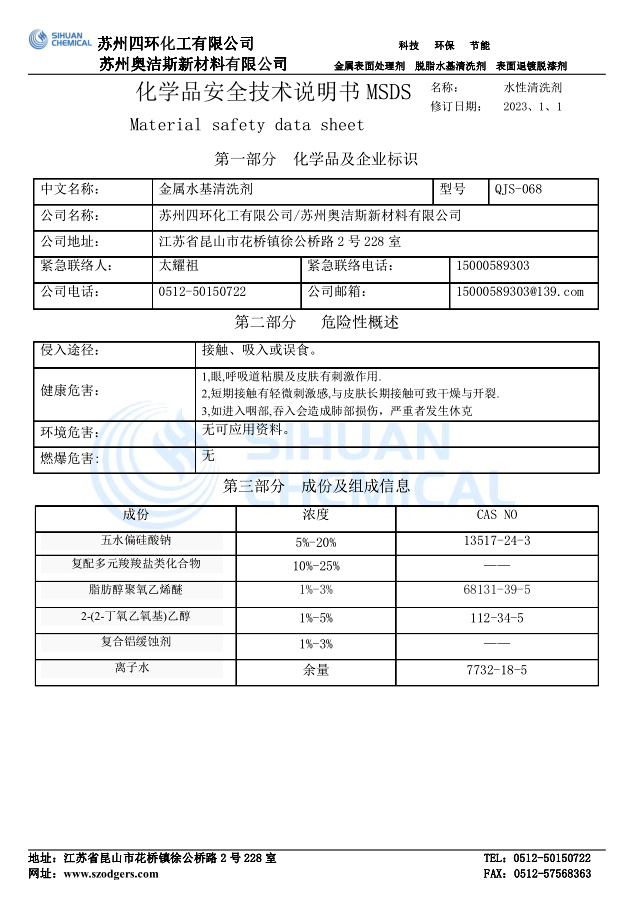 SIHUAN CHEMICAL 苏州四环化工有限公司 科技 环保 节能
苏州奥洁斯新材料有限公司 金属表面处理剂 脱脂水基清洗剂 表面退镀脱漆剂
化学品安全技术说明书 MSDS 名称： 水性清洗剂
修订日期： 2023、1、1
Material safety data sheet
第一部分 化学品及企业标识
中文名称： 金属水基清洗剂 型号 QJS-068
公司名称： 苏州四环化工有限公司/苏州奥洁斯新材料有限公司
公司地址： 江苏省昆山市花桥镇徐公桥路 2 号 228 室
紧急联络人： 太耀祖 紧急联络电话： 15000589303
公司电话： 0512-50150722 公司邮箱： 15000589303@139.com
第二部分 危险性概述
侵入途径： 接触、吸入或误食。
健康危害： 1,眼,呼吸道粘膜及皮肤有刺激作用.
2,短期接触有轻微刺激感,与皮肤长期接触可致干燥与开裂.
3,如进入咽部,吞入会造成肺部损伤，严重者发生休克
环境危害： 无可应用资料。
燃爆危害: 无
SIHUAN CHEMICAL
第三部分 成份及组成信息
成份 浓度 CAS NO
五水偏硅酸钠 5%-20% 13517-24-3
复配多元羧羧盐类化合物 10%-25% ——
脂肪醇聚氧乙烯醚 1%-3% 68131-39-5
2-(2-丁氧乙氧基)乙醇 1%-5% 112-34-5
复合铝缓蚀剂 1%-3% ——
离子水 余量 7732-18-5
地址：江苏省昆山市花桥镇徐公桥路 2 号 228 室 TEL：0512-50150722
网址：www.szodgers.com FAX：0512-57568363